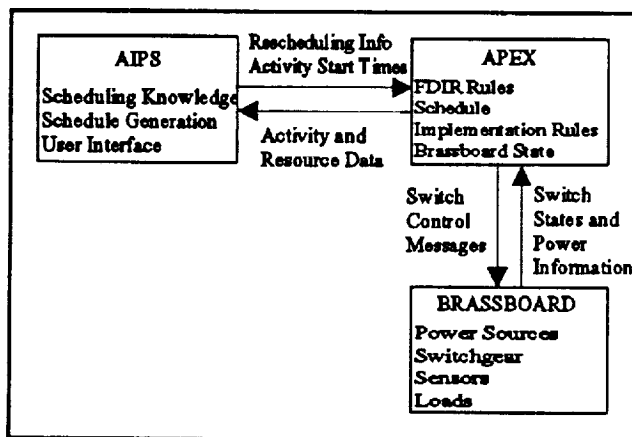 AIPS
Scheduling Knowledge
Schedule Generation
User Interface
Rescheduling Info
Activity Start Times
Activity and
Resource Data
APEX
FDIR Rules
Schedule
Implementation Rules
Brassboard State
Switch
Control
Messages
Switch
States and
Power
Information
BRASSBOARD
Power Sources
Switchgear
Sensors
Loads